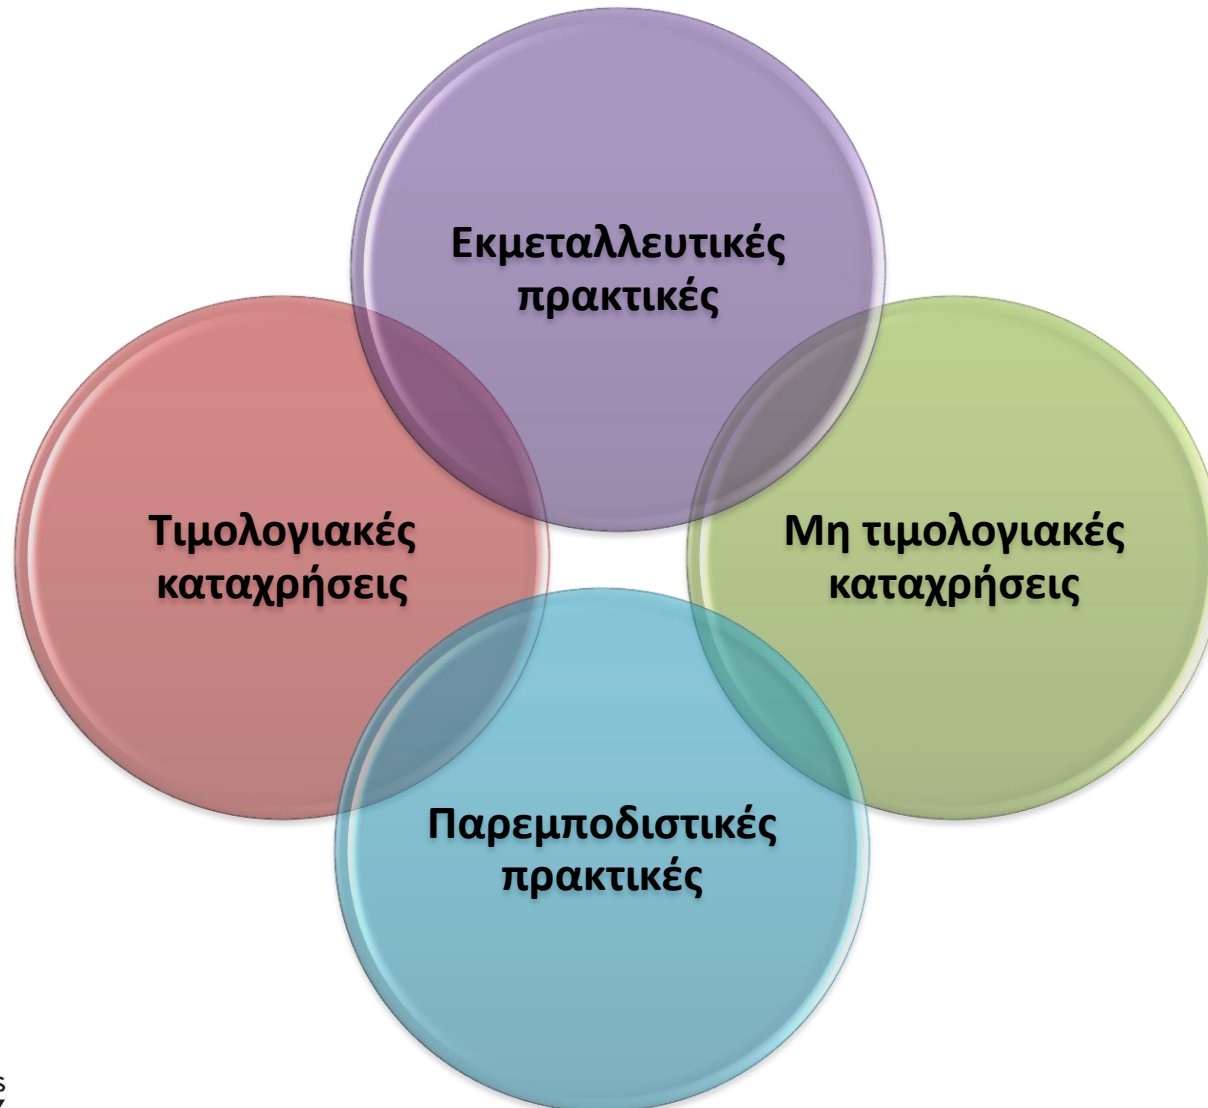 Εκμεταλλευτικές
πρακτικές
Τιμολογιακές
καταχρήσεις
Μη τιμολογιακές
καταχρήσεις
Παρεμποδιστικές
πρακτικές